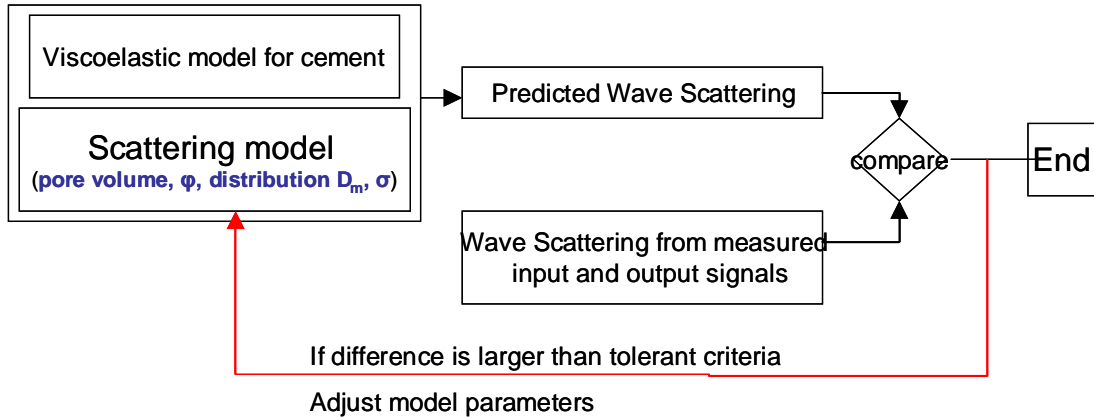 Viscoelastic model for cement
Scattering model
(pore volume, φ, distribution Dm, σ)
Predicted Wave Scattering
compare
End
Wave Scattering from measured
input and output signals
If difference is larger than tolerant criteria
Adjust model parameters